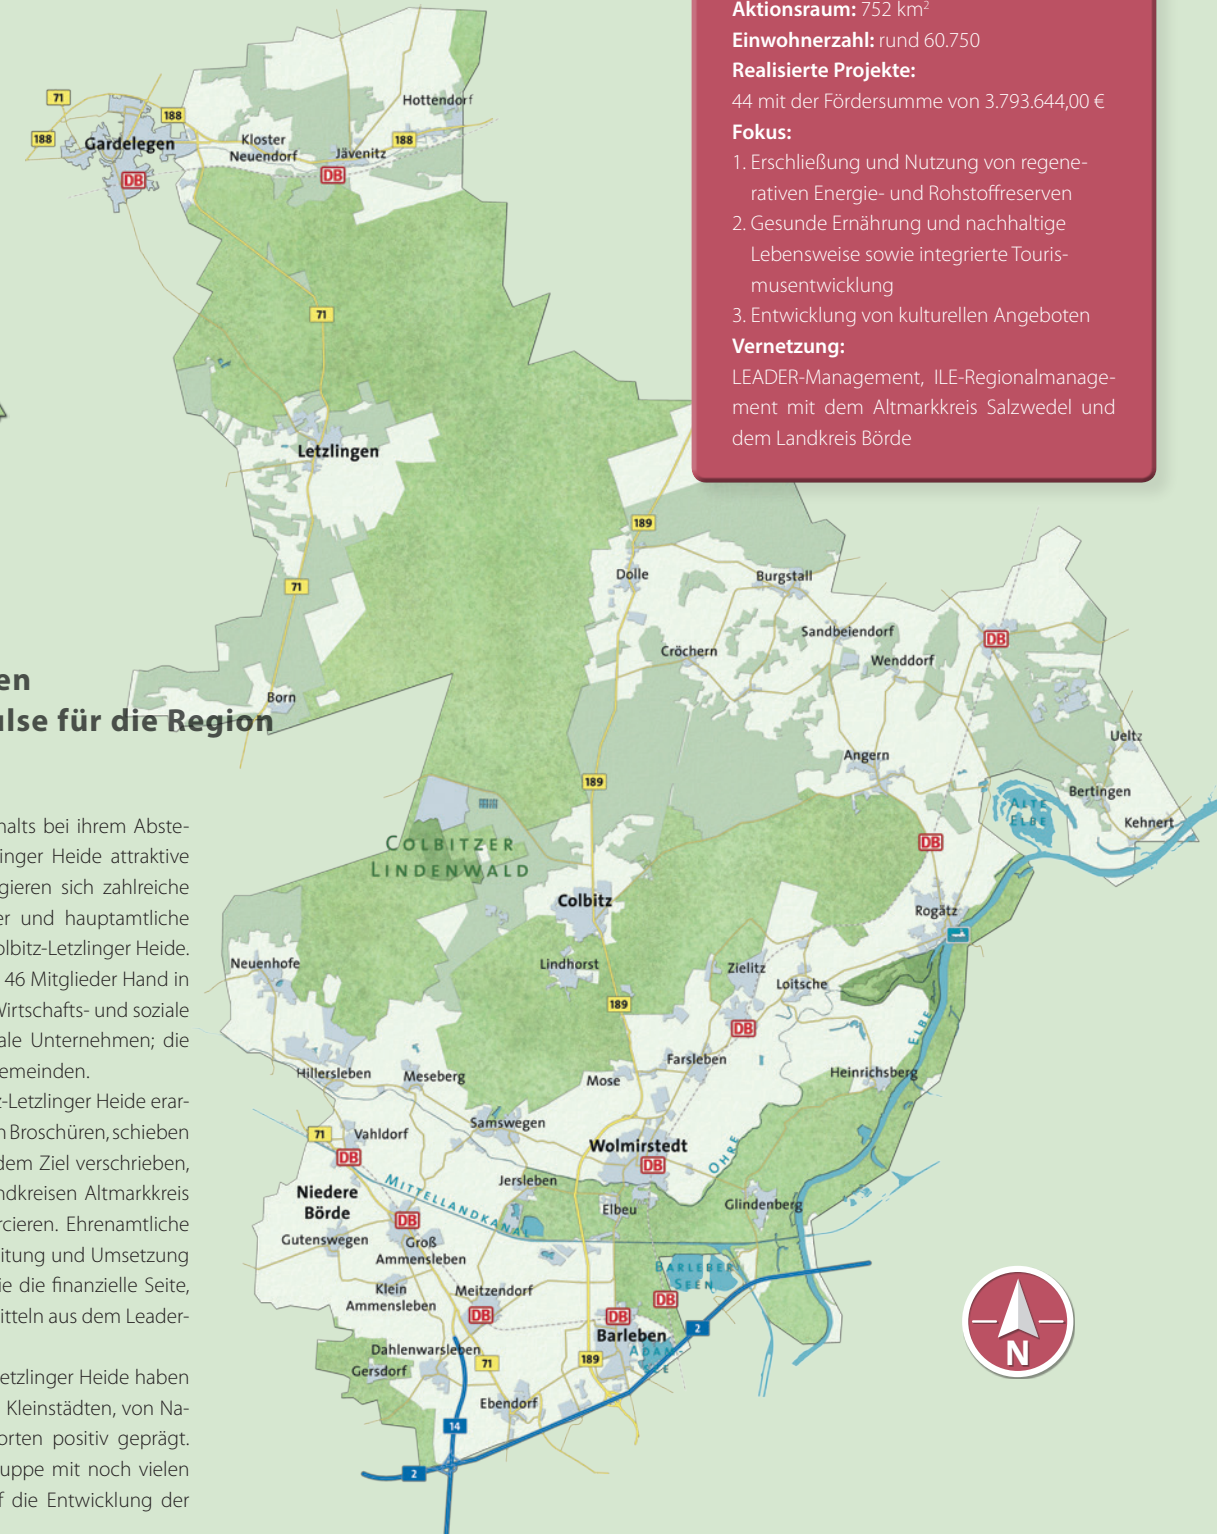 Aktionsraum: 752 km²
Einwohnerzahl: rund 60.750
Realisierte Projekte:
44 mit der Fördersumme von 3.793.644,00 €
Fokus:
1. Erschließung und Nutzung von regene-
rativen Energie- und Rohstoffreserven
2. Gesunde Ernährung und nachhaltige
Lebensweise sowie integrierte Touris-
musentwicklung
3. Entwicklung von kulturellen Angeboten
Vernetzung:
LEADER-Management, ILE-Regionalmanage-
ment mit dem Altmarkkreis Salzwedel und
dem Landkreis Börde
71
188
188
Gardelegen
DB
Kloster
Neuendorf
Jävenitz
188
Hottendorf
DB
71
Letzlingen
71
Born
189
Dolle
Burgstall
Cröchern
Sandbeiendorf
Wenddorf
DB
Angern
Ueltz
Bertingen
Kehnert
ALTE
ELBE
189
COLBITZER
LINDENWALD
Colbitz
DB
Rogätz
Neuenhofe
Lindhorst
Zielitz
Loitsche
189
DB
Farsleben
ELBE
Heinrichsberg
Hillersleben
Meseberg
Mose
Samswegen
71
Vahldorf
DB
Wolmirstedt
DB
OHRE
Niedere
Börde
MITTELLANDKANAL
Jersleben
Elbeu
Glindenberg
DB
Gutenswegen
Groß
Ammensleben
BARLEBER
SEEN
Klein
Ammensleben
Meitzendorf
DB
DB
DB
Barleben
2
ADAM-
Dahlenwarsleben
71
189
Gersdorf
Ebendorf
14
2
N
en
ulse für die Region
halts bei ihrem Abste-
linger Heide attraktive
gieren sich zahlreiche
er und hauptamtliche
olbitz-Letzlinger Heide.
46 Mitglieder Hand in
Wirtschafts- und soziale
ale Unternehmen; die
emeinden.
z-Letzlinger Heide erar-
n Broschüren, schieben
dem Ziel verschrieben,
ndkreisen Altmarkkreis
rcieren. Ehrenamtliche
itung und Umsetzung
ie die finanzielle Seite,
itteln aus dem Leader-
etzlinger Heide haben
Kleinstädten, von Na-
orten positiv geprägt.
uppe mit noch vielen
f die Entwicklung der